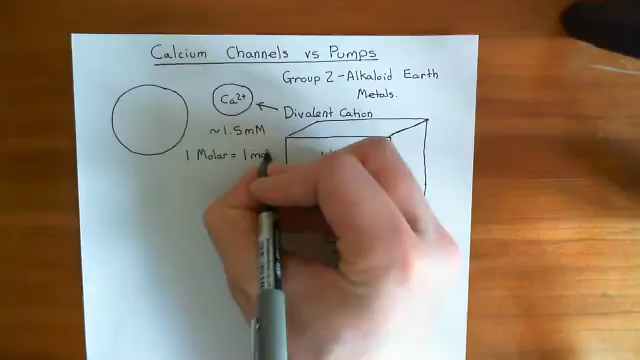 Calcium Channels vs Pumps
Group 2 - Alkaloid Earth
Metals.
Ca2+
Divalent Cation
~1.5mM
1 Molar = 1 mo